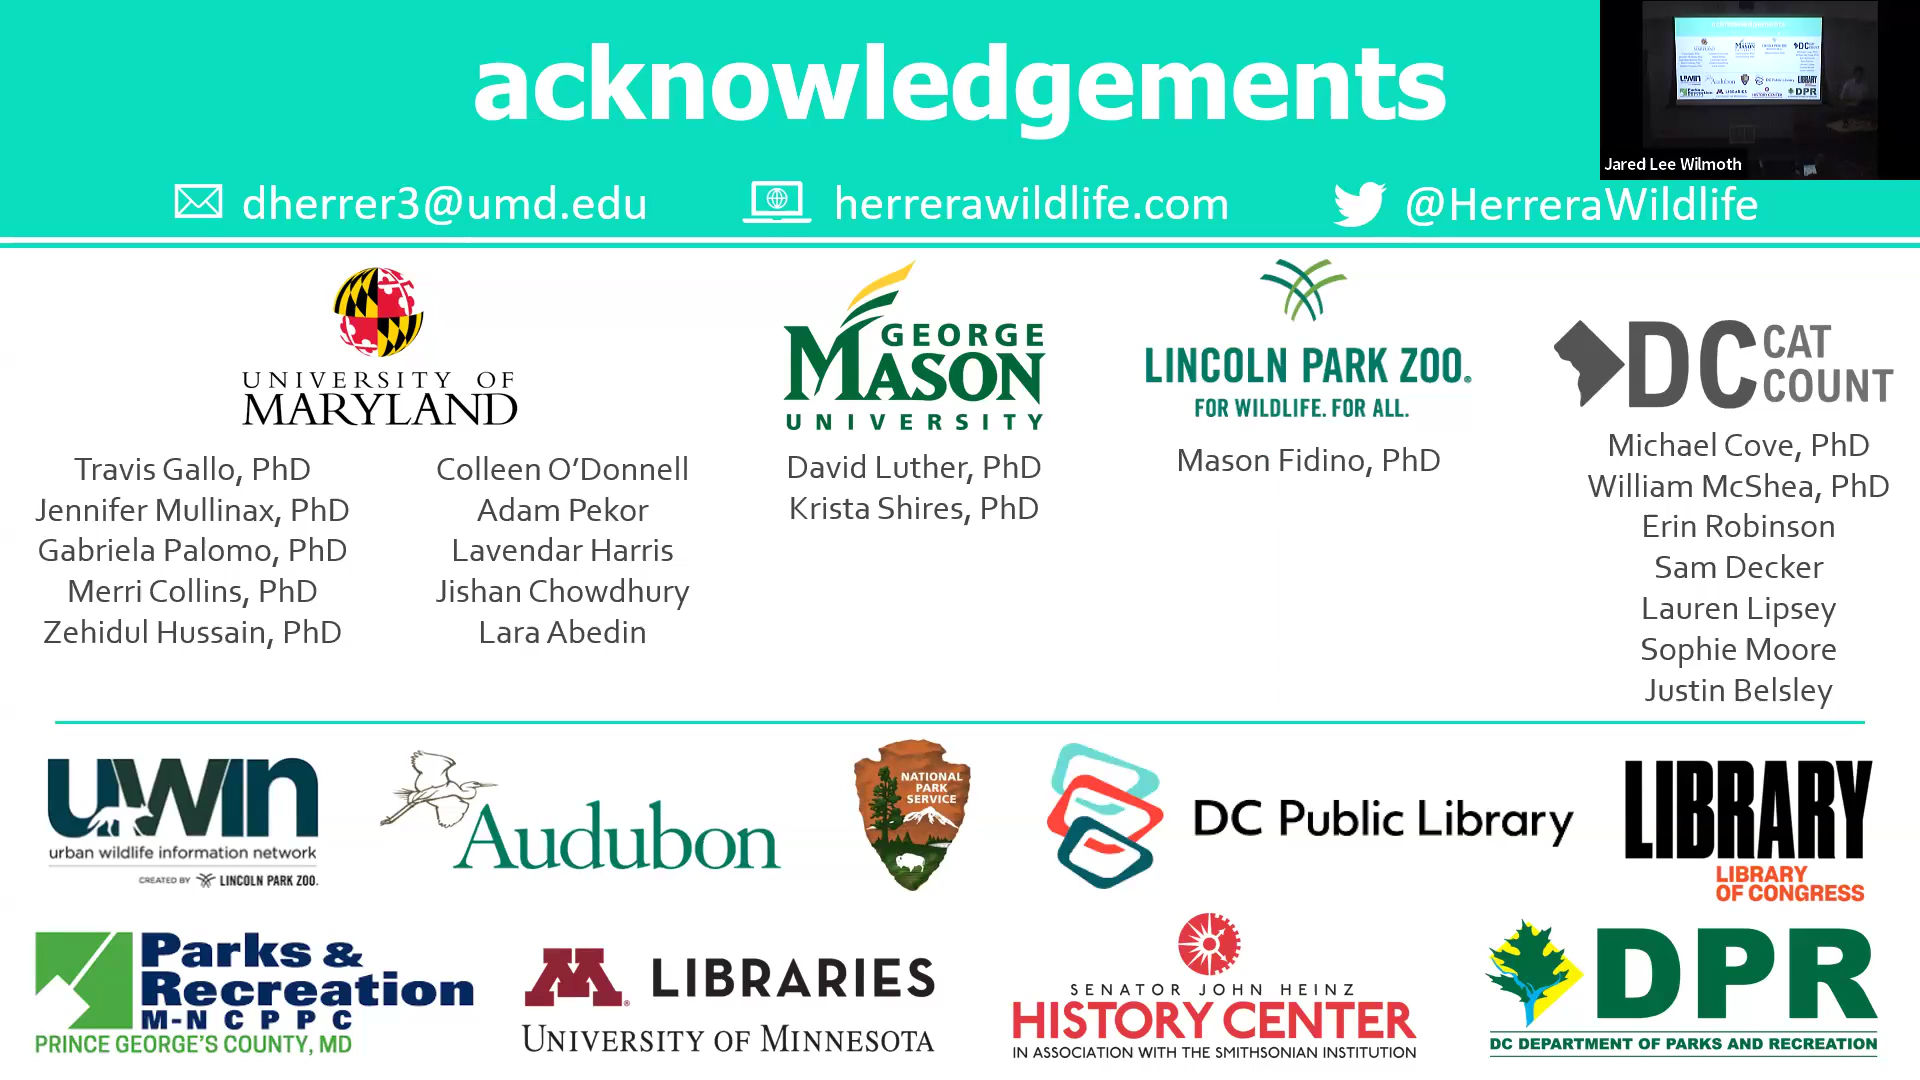 acknowledgements
Jared Lee Wilmoth
dherrer3@umd.edu
herrerawildlife.com
@HerreraWildlife
UNIVERSITY OF
MARYLAND
Travis Gallo, PhD
Jennifer Mullinax, PhD
Gabriela Palomo, PhD
Merri Collins, PhD
Zehidul Hussain, PhD
Colleen O’Donnell
Adam Pekor
Lavendar Harris
Jishan Chowdhury
Lara Abedin
GEORGE
MASON
UNIVERSITY
David Luther, PhD
Krista Shires, PhD
LINCOLN PARK ZOO®
FOR WILDLIFE. FOR ALL.
Mason Fidino, PhD
DC CAT
COUNT
Michael Cove, PhD
William McShea, PhD
Erin Robinson
Sam Decker
Lauren Lipsey
Sophie Moore
Justin Belsley
uwin
urban wildlife information network
CREATED BY LINCOLN PARK ZOO.
Audubon
NATIONAL
PARK
SERVICE
DC Public Library
LIBRARY
LIBRARY
OF CONGRESS
Parks &
Recreation
M-NCPPC
PRINCE GEORGE'S COUNTY, MD
M® LIBRARIES
UNIVERSITY OF MINNESOTA
SENATOR JOHN HEINZ
HISTORY CENTER
IN ASSOCIATION WITH THE SMITHSONIAN INSTITUTION
DPR
DC DEPARTMENT OF PARKS AND RECREATION